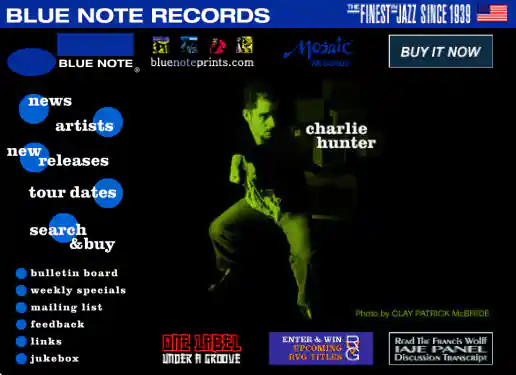 BLUE NOTE RECORDS
THE FINEST IN JAZZ SINCE 1939
BLUE NOTE ®
bluenoteprints.com
Mosaic
RECORDS
BUY IT NOW
news
artists
new
releases
tour dates
search
& buy
bulletin board
weekly specials
mailing list
feedback
links
jukebox
charlie
hunter
Photo by CLAY PATRICK McBRIDE
ONE LABEL
UNDER A GROOVE
ENTER & WIN
UPCOMING
RVG TITLES
Read The Francis Wolff
IAJE PANEL
Discussion Transcript